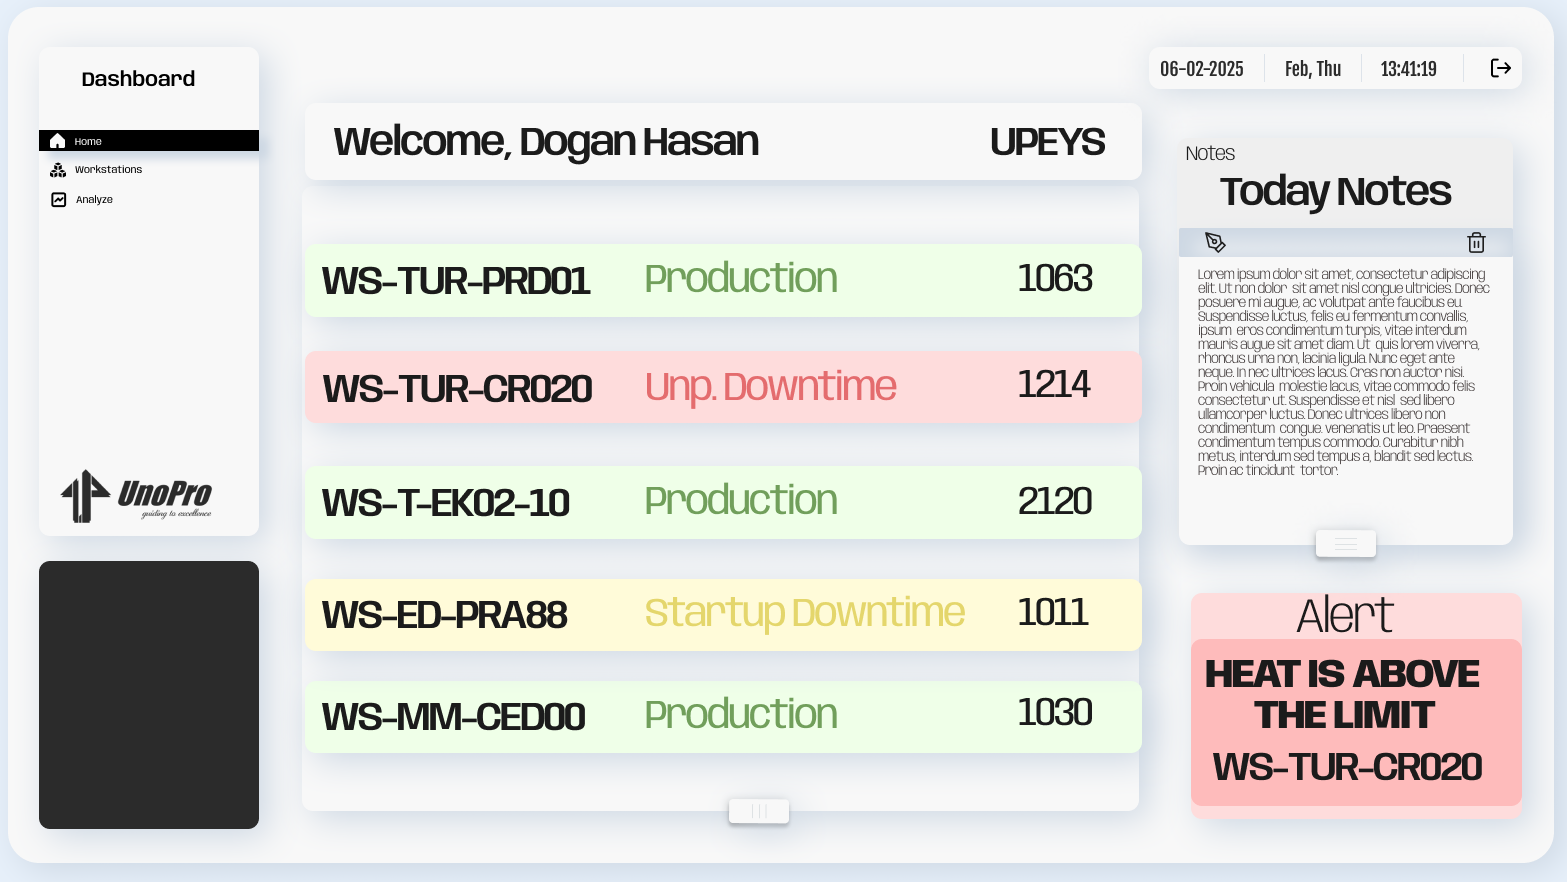 Dashboard
Home
Workstations
Analyze
UnoPro
guiding to excellence
06-02-2025 Feb, Thu 13:41:19
Welcome, Dogan Hasan UPEYS
WS-TUR-PRD01 Production 1063
WS-TUR-CR020 Unp. Downtime 1214
WS-T-EK02-10 Production 2120
WS-ED-PRA88 Startup Downtime 1011
WS-MM-CED00 Production 1030
Notes
Today Notes
Lorem ipsum dolor sit amet, consectetur adipiscing
elit. Ut non dolor sit amet nisl congue ultricies. Donec
posuere mi augue, ac volutpat ante faucibus eu.
Suspendisse luctus, felis eu fermentum convallis,
ipsum eros condimentum turpis, vitae interdum
mauris augue sit amet diam. Ut quis lorem viverra,
rhoncus urna non, lacinia ligula. Nunc eget ante
neque. In nec ultrices lacus. Cras non auctor nisi.
Proin vehicula molestie lacus, vitae commodo felis
consectetur ut. Suspendisse et nisl sed libero
ullamcorper luctus. Donec ultrices libero non
condimentum congue. venenatis ut leo. Praesent
condimentum tempus commodo. Curabitur nibh
metus, interdum sed tempus a, blandit sed lectus.
Proin ac tincidunt tortor.
Alert
HEAT IS ABOVE
THE LIMIT
WS-TUR-CR020